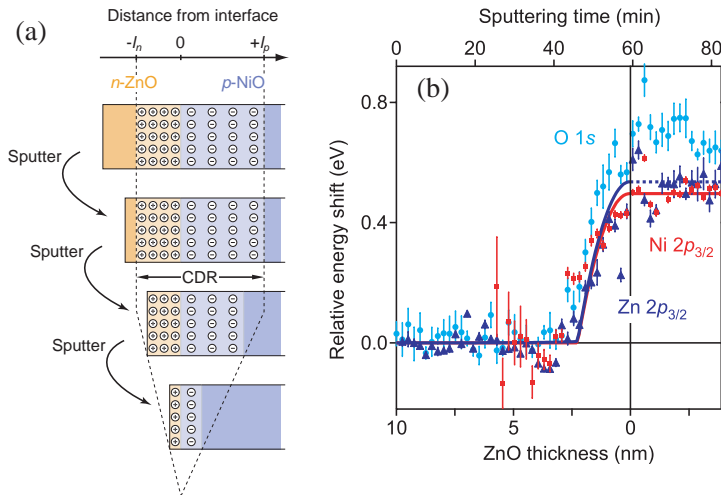 (a)
Distance from interface
-ln 0 +lp
n-ZnO p-NiO
Sputter
Sputter
CDR
Sputter
(b)
Sputtering time (min)
0 20 40 60 80
Relative energy shift (eV)
0.8
0.4
0.0
O 1s
Ni 2p3/2
Zn 2p3/2
10 5 0
ZnO thickness (nm)